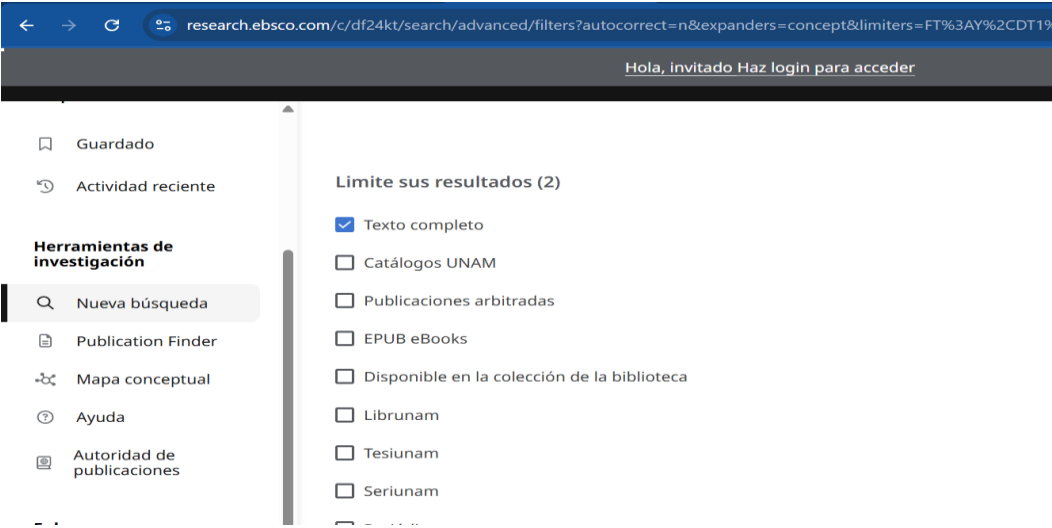 research.ebsco.com/c/df24kt/search/advanced/filters?autocorrect=n&expanders=concept&limiters=FT%3AY%2CDT1%
Hola, invitado Haz login para acceder
Guardado
Actividad reciente
Herramientas de
investigación
Nueva búsqueda
Publication Finder
Mapa conceptual
Ayuda
Autoridad de
publicaciones
Limite sus resultados (2)
Texto completo
Catálogos UNAM
Publicaciones arbitradas
EPUB eBooks
Disponible en la colección de la biblioteca
Librunam
Tesiunam
Seriunam